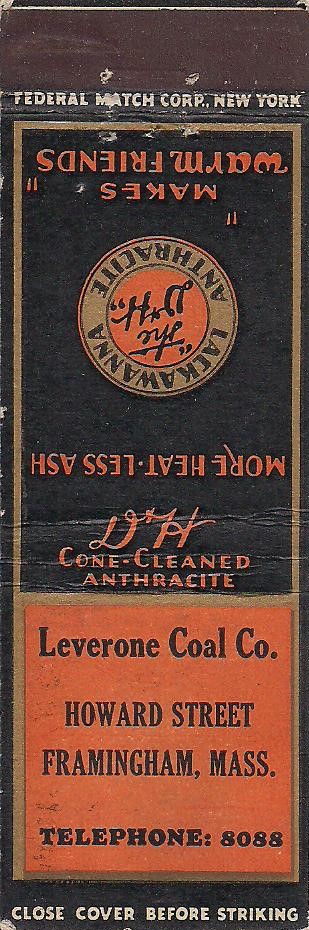 FEDERAL MATCH CORP., NEW YORK
MORE HEAT·LESS ASH
LACKAWANNA
"The
D&H"
ANTHRACITE
MAKES
"warm FRIENDS"
D&H
CONE-CLEANED
ANTHRACITE
Leverone Coal Co.
HOWARD STREET
FRAMINGHAM, MASS.
TELEPHONE: 8088
CLOSE COVER BEFORE STRIKING